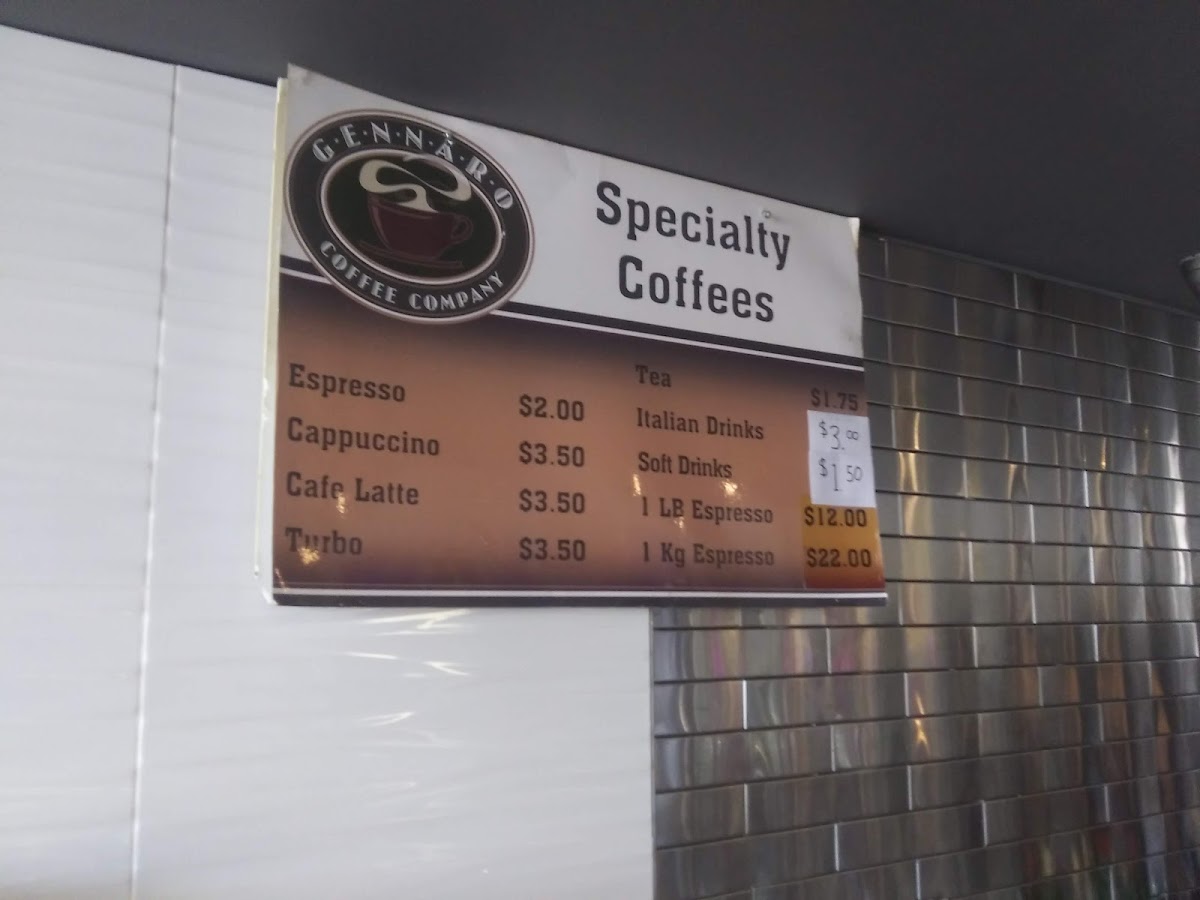 G·E·N·N·A·R·O
COFFEE COMPANY
Specialty
Coffees
Espresso $2.00
Cappuccino $3.50
Cafe Latte $3.50
Turbo $3.50
Tea $1.75
Italian Drinks $3.00
Soft Drinks $1.50
1 LB Espresso $12.00
1 Kg Espresso $22.00